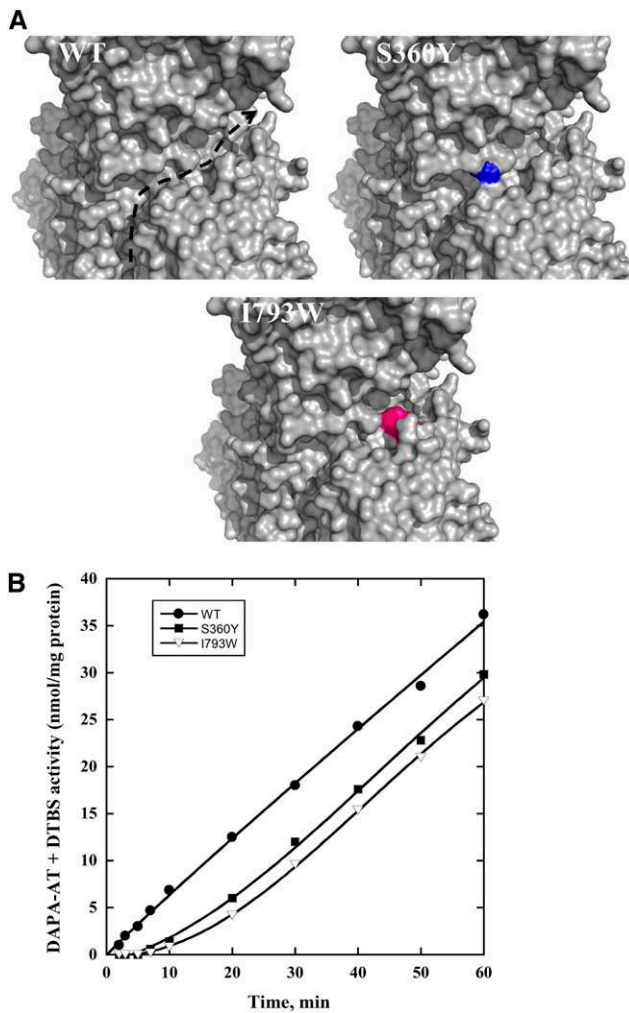 A
WT
S360Y
I793W
B
DAPA-AT + DTBS activity (nmol/mg protein)
40
35
30
25
20
15
10
5
0
WT
S360Y
I793W
0 10 20 30 40 50 60
Time, min